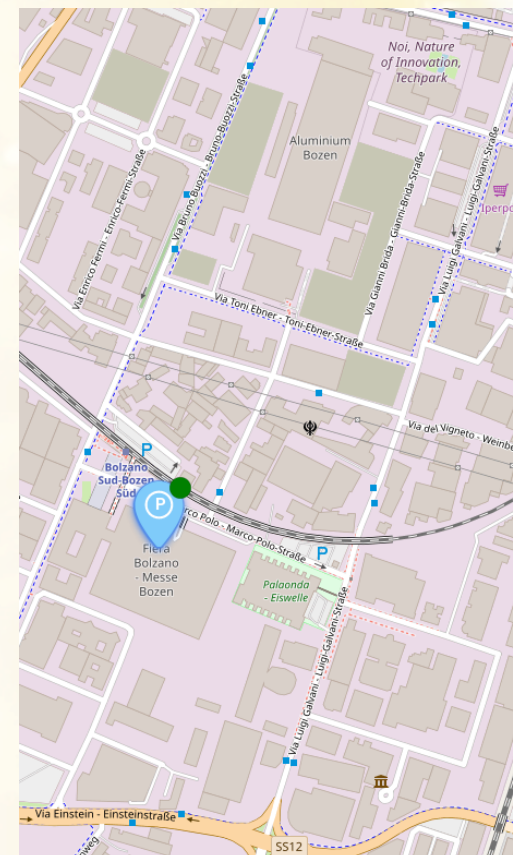 Noi, Nature
of Innovation,
Techpark
Aluminium
Bozen
Via Bruno Buozzi - Bruno-Buozzi-Straße
Via Enrico Fermi - Enrico-Fermi-Straße
Via Gianni Brida - Gianni-Brida-Straße
Via Luigi Galvani - Luigi-Galvani-Straße
Iperpo
Via Toni Ebner - Toni-Ebner-Straße
Via del Vigneto - Weinbe
P
Bolzano
Sud-Bozen
Süd
P
rco Polo - Marco-Polo-Straße
P
Fiera
Bolzano
- Messe
Bozen
Palaonda
- Eiswelle
Via Luigi Galvani - Luigi-Galvani-Straße
Via Einstein - Einsteinstraße
SS12
nweg